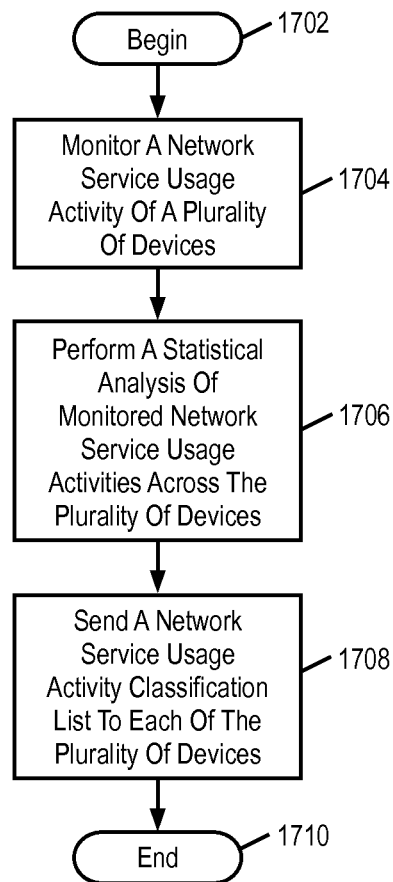 Begin
1702
Monitor A Network
Service Usage
Activity Of A Plurality
Of Devices
1704
Perform A Statistical
Analysis Of
Monitored Network
Service Usage
Activities Across The
Plurality Of Devices
1706
Send A Network
Service Usage
Activity Classification
List To Each Of The
Plurality Of Devices
1708
End
1710